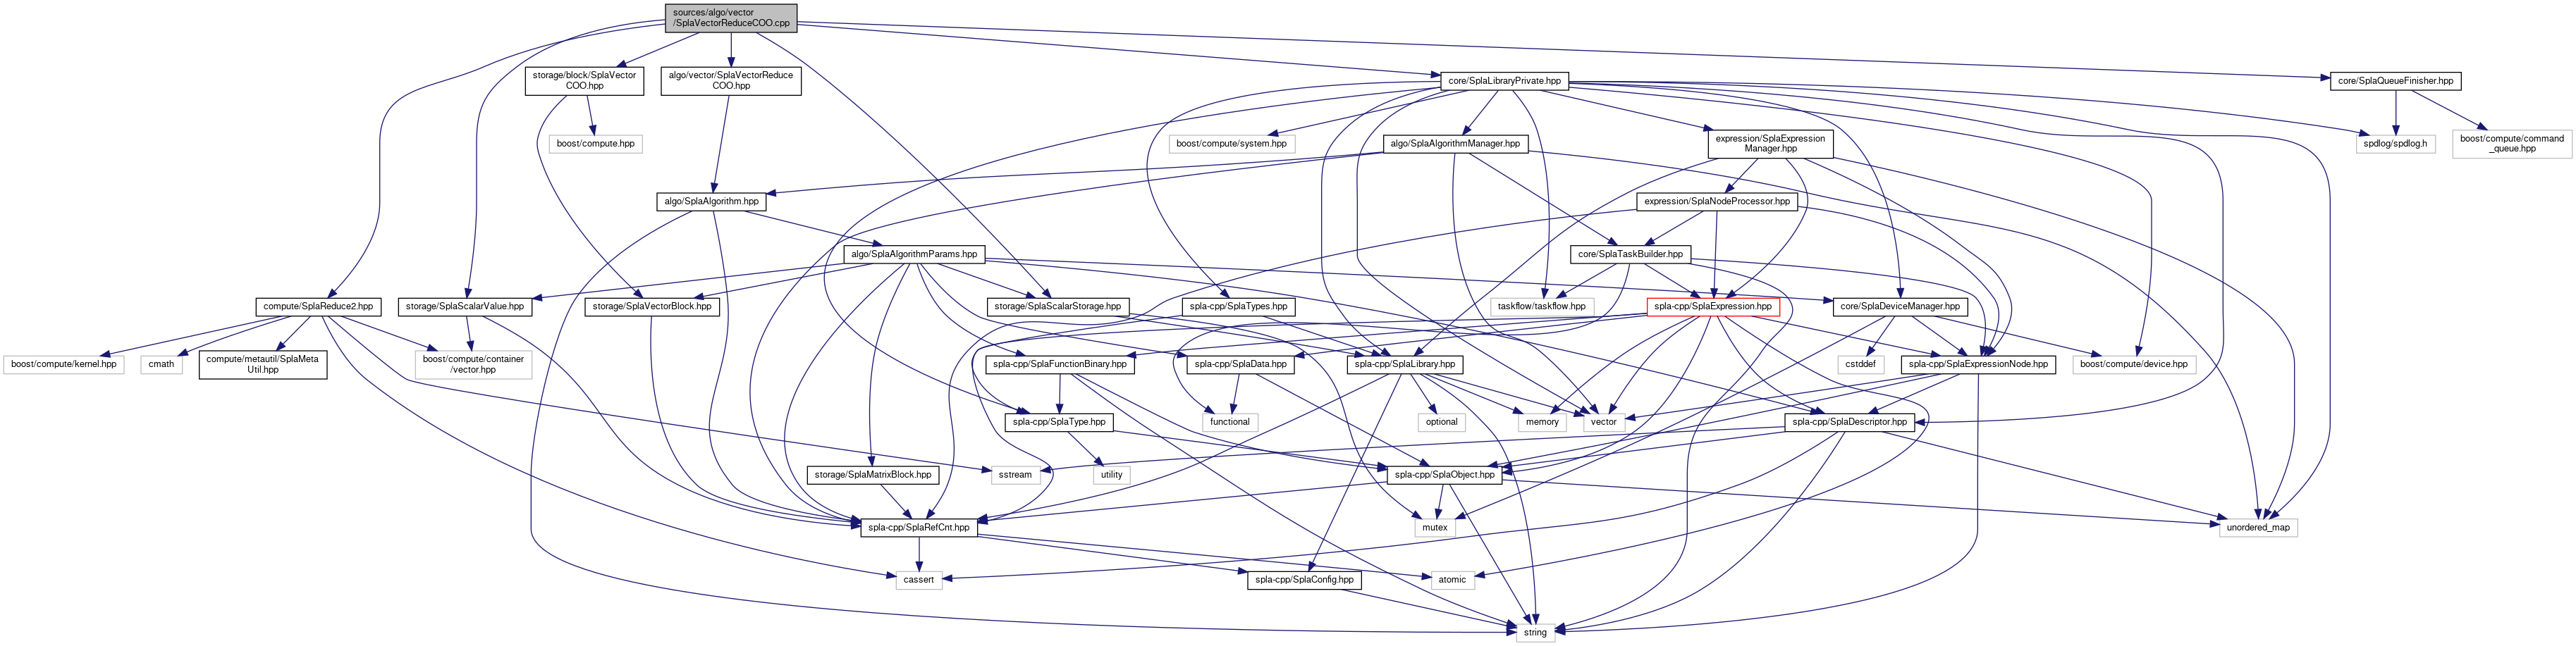 sources/algo/vector
/SplaVectorReduceCOO.cpp
storage/block/SplaVector
COO.hpp
algo/vector/SplaVectorReduce
COO.hpp
core/SplaLibraryPrivate.hpp
core/SplaQueueFinisher.hpp
boost/compute.hpp
boost/compute/system.hpp
algo/SplaAlgorithmManager.hpp
expression/SplaExpression
Manager.hpp
spdlog/spdlog.h
boost/compute/command
_queue.hpp
algo/SplaAlgorithm.hpp
expression/SplaNodeProcessor.hpp
algo/SplaAlgorithmParams.hpp
core/SplaTaskBuilder.hpp
compute/SplaReduce2.hpp
storage/SplaScalarValue.hpp
storage/SplaVectorBlock.hpp
storage/SplaScalarStorage.hpp
spla-cpp/SplaTypes.hpp
taskflow/taskflow.hpp
spla-cpp/SplaExpression.hpp
core/SplaDeviceManager.hpp
boost/compute/kernel.hpp
cmath
compute/metautil/SplaMeta
Util.hpp
boost/compute/container
/vector.hpp
spla-cpp/SplaFunctionBinary.hpp
spla-cpp/SplaData.hpp
spla-cpp/SplaLibrary.hpp
cstddef
spla-cpp/SplaExpressionNode.hpp
boost/compute/device.hpp
spla-cpp/SplaType.hpp
functional
optional
memory
vector
spla-cpp/SplaDescriptor.hpp
storage/SplaMatrixBlock.hpp
sstream
utility
spla-cpp/SplaObject.hpp
spla-cpp/SplaRefCnt.hpp
mutex
unordered_map
cassert
spla-cpp/SplaConfig.hpp
atomic
string